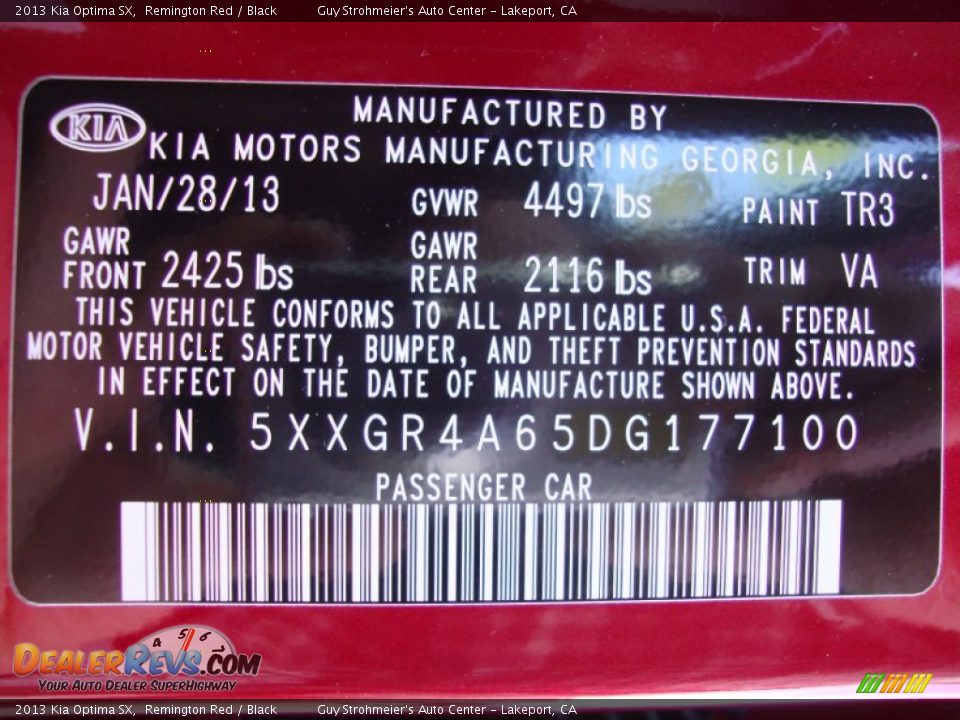 2013 Kia Optima SX,  Remington Red / Black          Guy Strohmeier's Auto Center - Lakeport, CA
MANUFACTURED BY
KIA
KIA MOTORS MANUFACTURING GEORGIA, INC.
JAN/28/13 GVWR 4497 lbs PAINT TR3
GAWR FRONT 2425 lbs GAWR REAR 2116 lbs TRIM VA
THIS VEHICLE CONFORMS TO ALL APPLICABLE U.S.A. FEDERAL
MOTOR VEHICLE SAFETY, BUMPER, AND THEFT PREVENTION STANDARDS
IN EFFECT ON THE DATE OF MANUFACTURE SHOWN ABOVE.
V.I.N. 5XXGR4A65DG177100
PASSENGER CAR
4 5 6
DEALERREVS.COM
YOUR AUTO DEALER SUPERHIGHWAY
2013 Kia Optima SX,  Remington Red / Black          Guy Strohmeier's Auto Center - Lakeport, CA